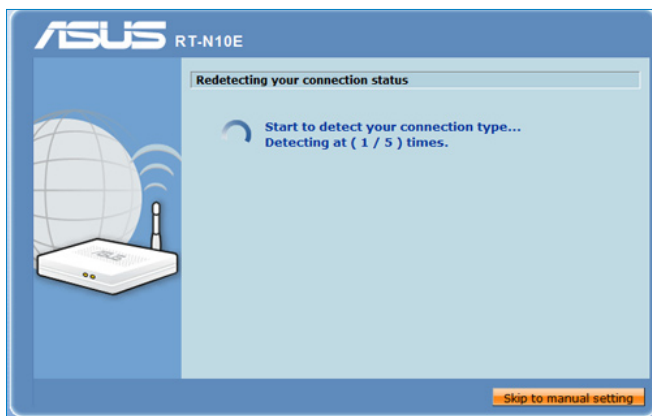 ASUS RT-N10E
Redetecting your connection status
Start to detect your connection type...
Detecting at ( 1 / 5 ) times.
ASUS
Skip to manual setting